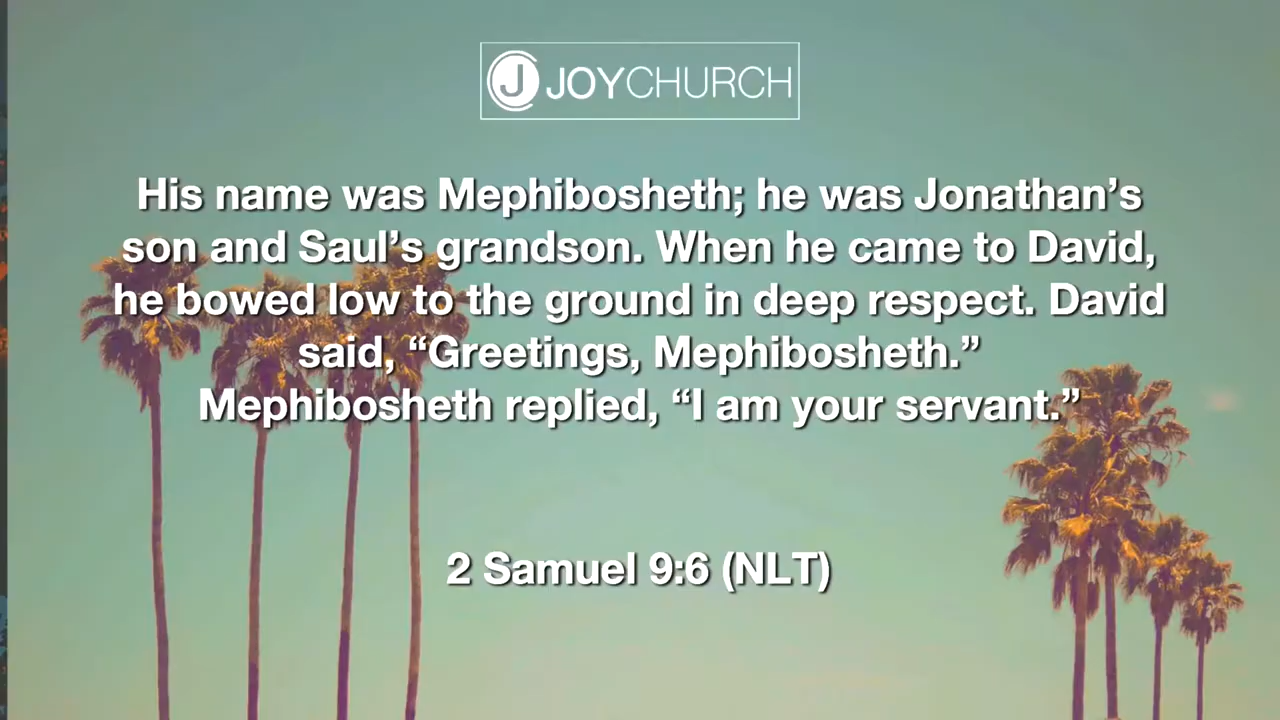 J JOYCHURCH
His name was Mephibosheth; he was Jonathan’s
son and Saul’s grandson. When he came to David,
he bowed low to the ground in deep respect. David
said, “Greetings, Mephibosheth.”
Mephibosheth replied, “I am your servant.”
2 Samuel 9:6 (NLT)